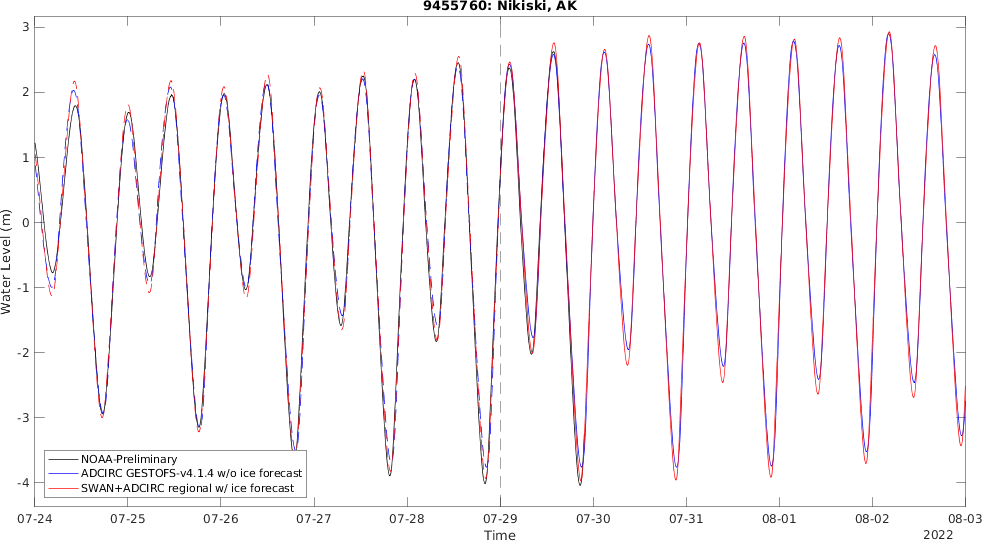 9455760: Nikiski, AK
3
2
1
0
-1
-2
-3
-4
Water Level (m)
NOAA-Preliminary
ADCIRC GESTOFS-v4.1.4 w/o ice forecast
SWAN+ADCIRC regional w/ ice forecast
07-24 07-25 07-26 07-27 07-28 07-29 07-30 07-31 08-01 08-02 08-03
Time
2022